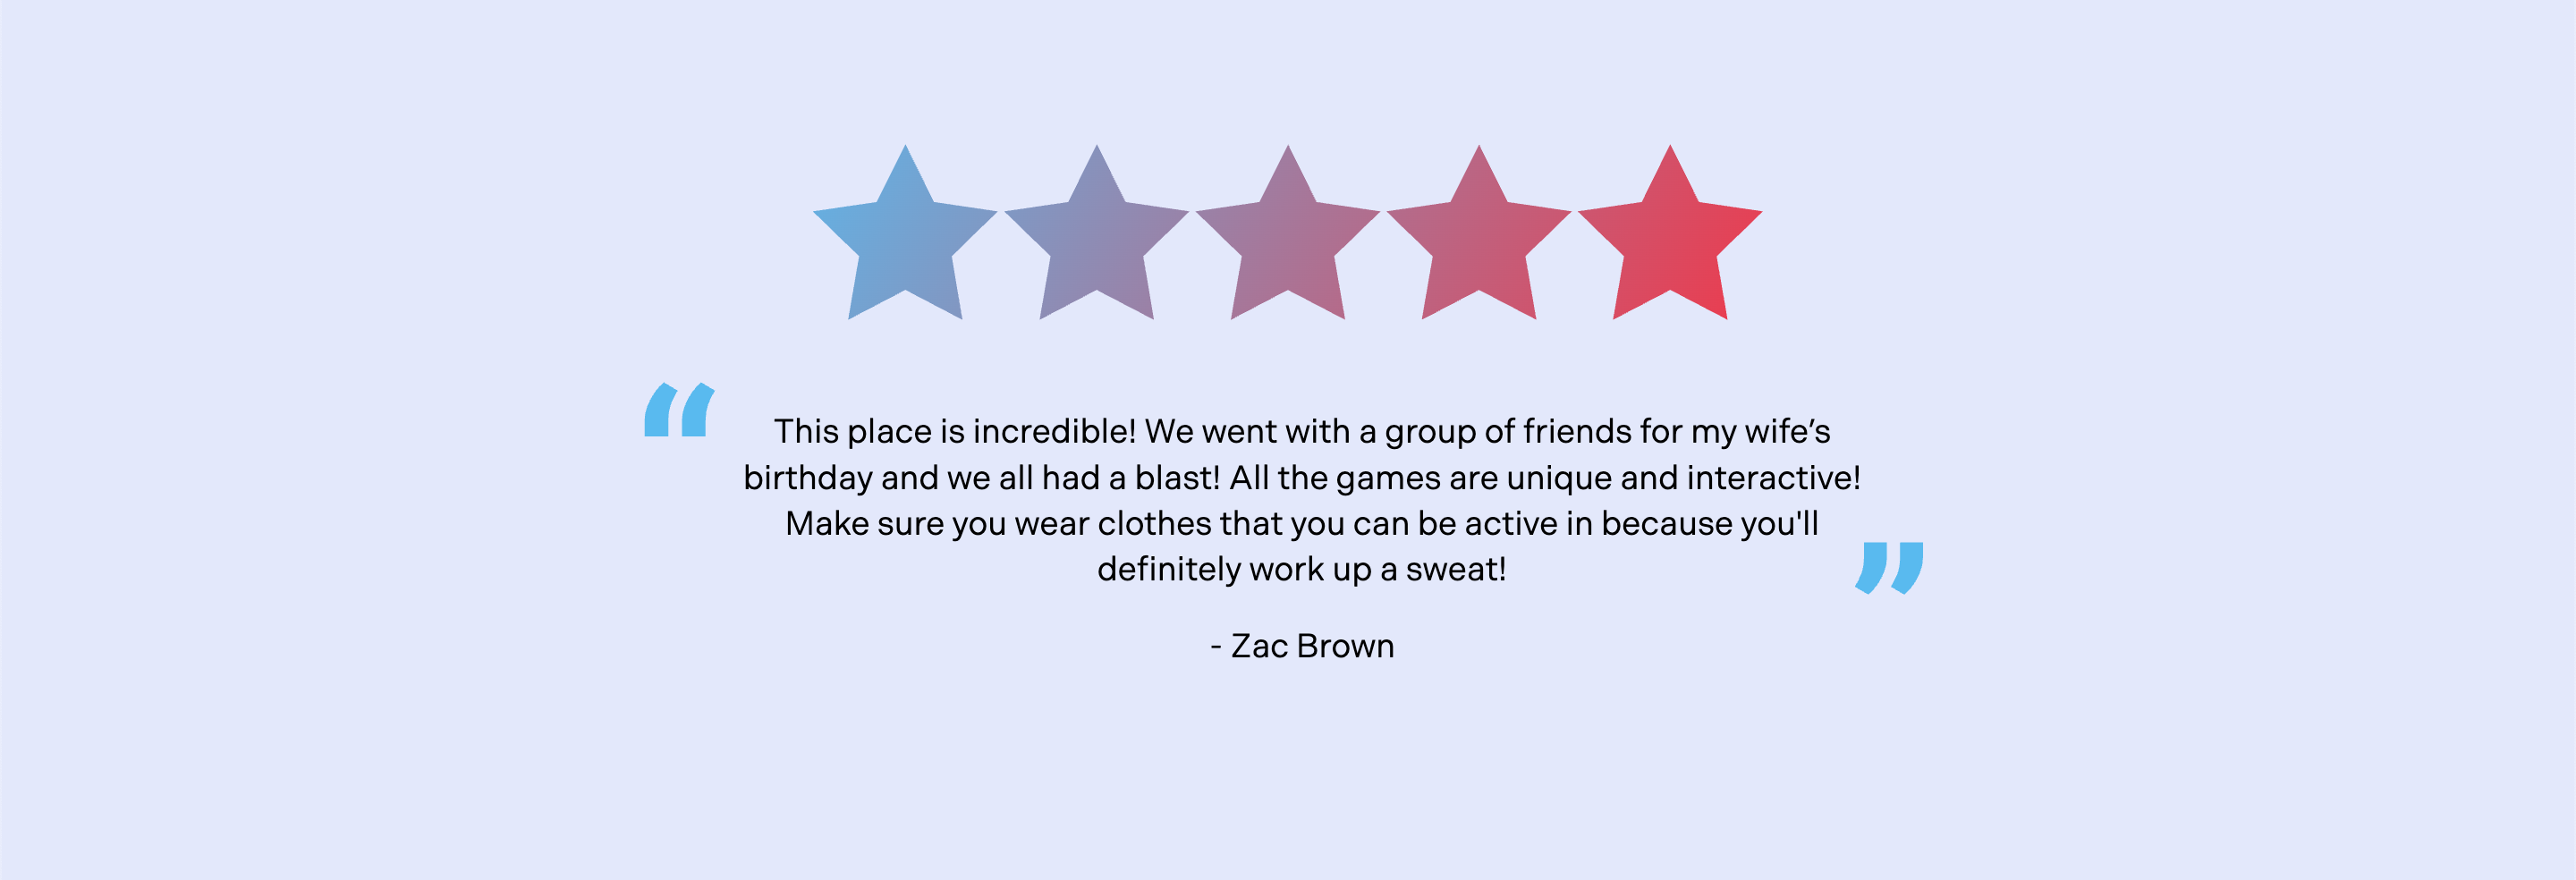 “
This place is incredible! We went with a group of friends for my wife’s
birthday and we all had a blast! All the games are unique and interactive!
Make sure you wear clothes that you can be active in because you'll
definitely work up a sweat!
”
- Zac Brown